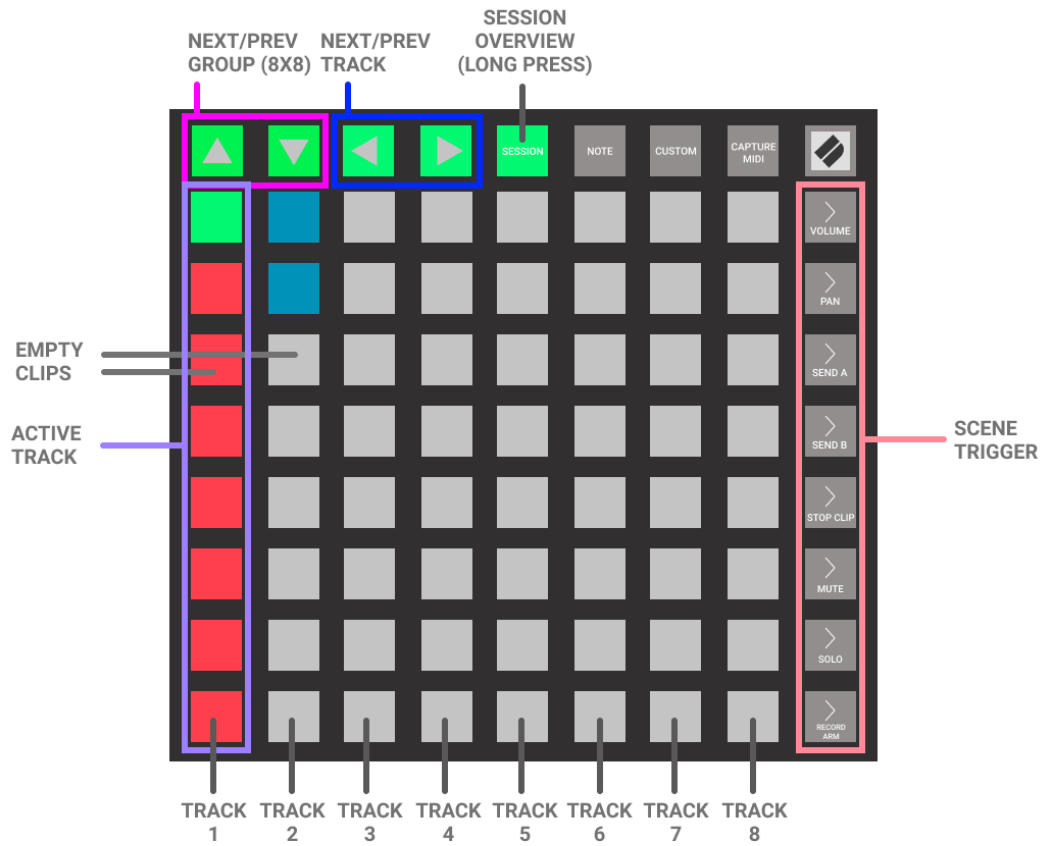 SESSION
OVERVIEW
(LONG PRESS)
NEXT/PREV
GROUP (8X8)
NEXT/PREV
TRACK
SESSION
NOTE
CUSTOM
CAPTURE
MIDI
VOLUME
PAN
SEND A
SEND B
STOP CLIP
MUTE
SOLO
RECORD
ARM
EMPTY
CLIPS
ACTIVE
TRACK
SCENE
TRIGGER
TRACK
1
TRACK
2
TRACK
3
TRACK
4
TRACK
5
TRACK
6
TRACK
7
TRACK
8